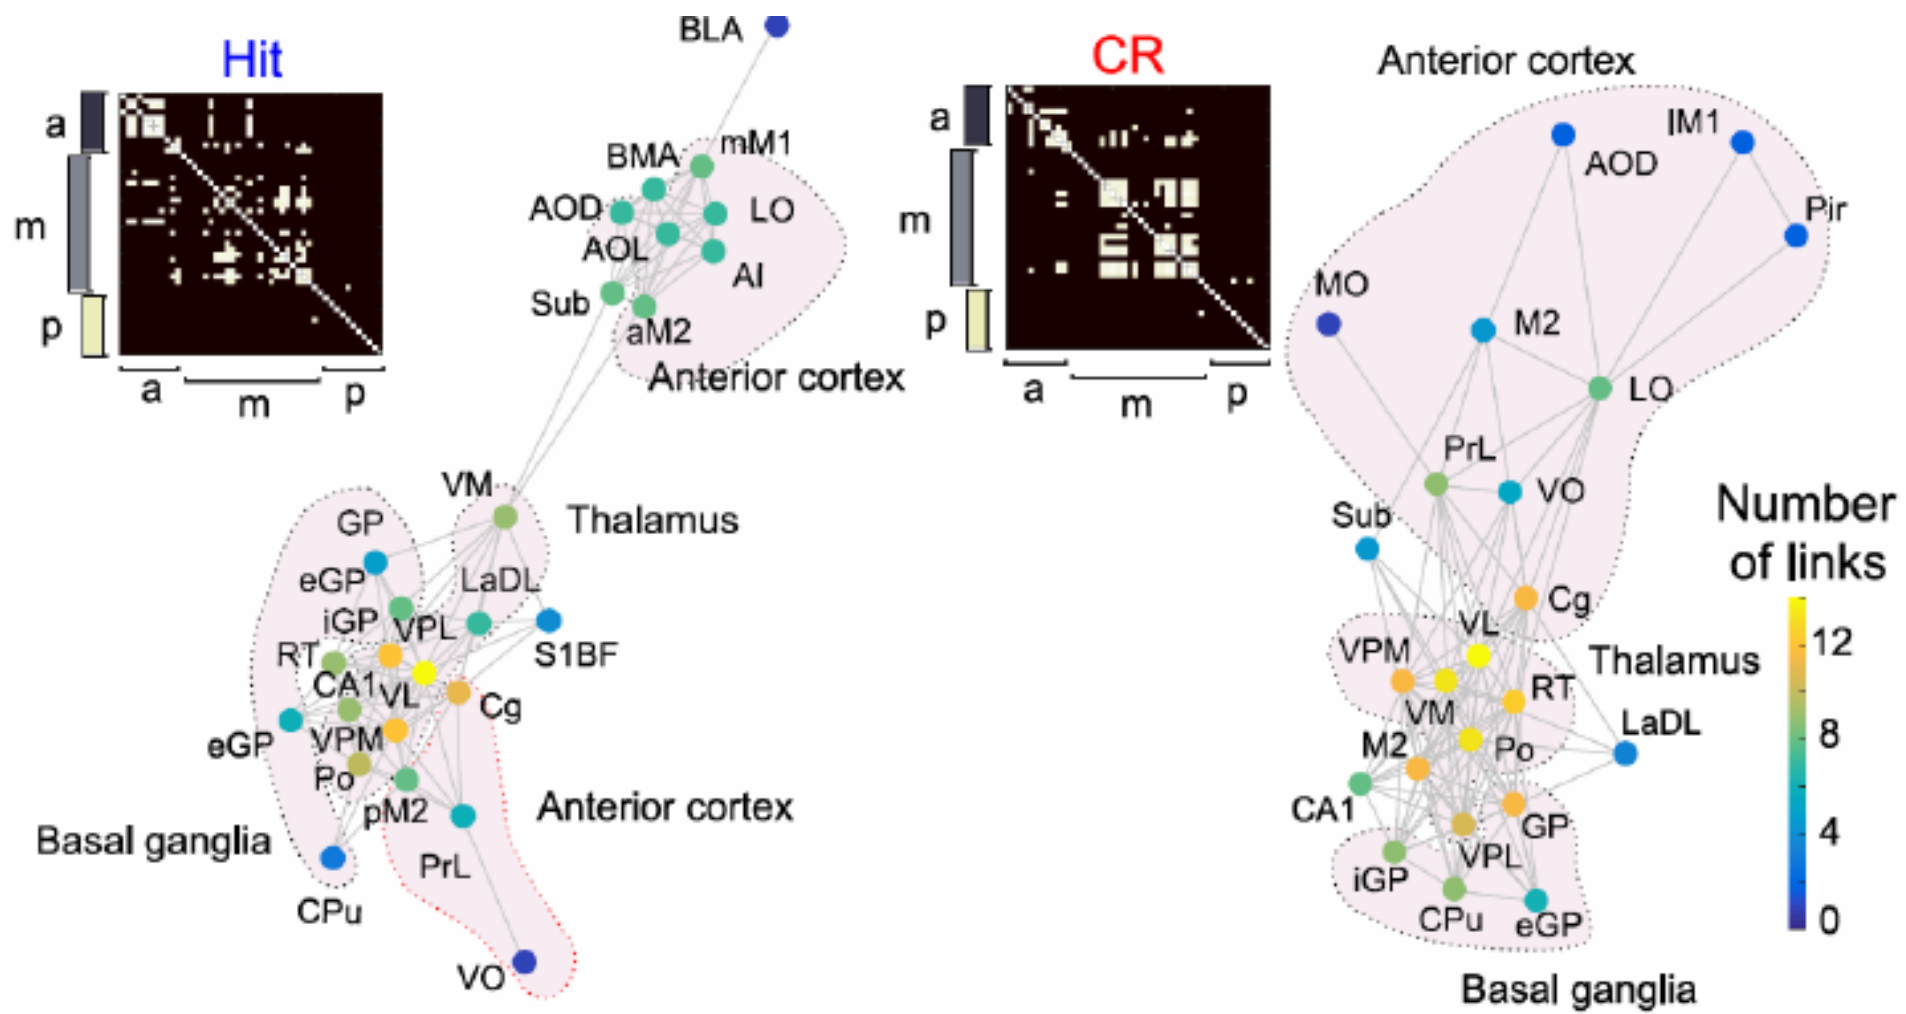 Hit
a
m
p
a
m
p
BLA
BMA
mM1
AOD
LO
AOL
AI
Sub
aM2
Anterior cortex
VM
Thalamus
GP
eGP
LaDL
iGP
VPL
S1BF
RT
CA1
VL
Cg
eGP
VPM
Po
pM2
Anterior cortex
Basal ganglia
PrL
CPu
VO
CR
a
m
p
a
m
p
Anterior cortex
IM1
AOD
Pir
MO
M2
LO
PrL
VO
Sub
Cg
VL
VPM
Thalamus
RT
VM
LaDL
M2
Po
CA1
GP
VPL
iGP
CPu
eGP
Basal ganglia
Number
of links
12
8
4
0